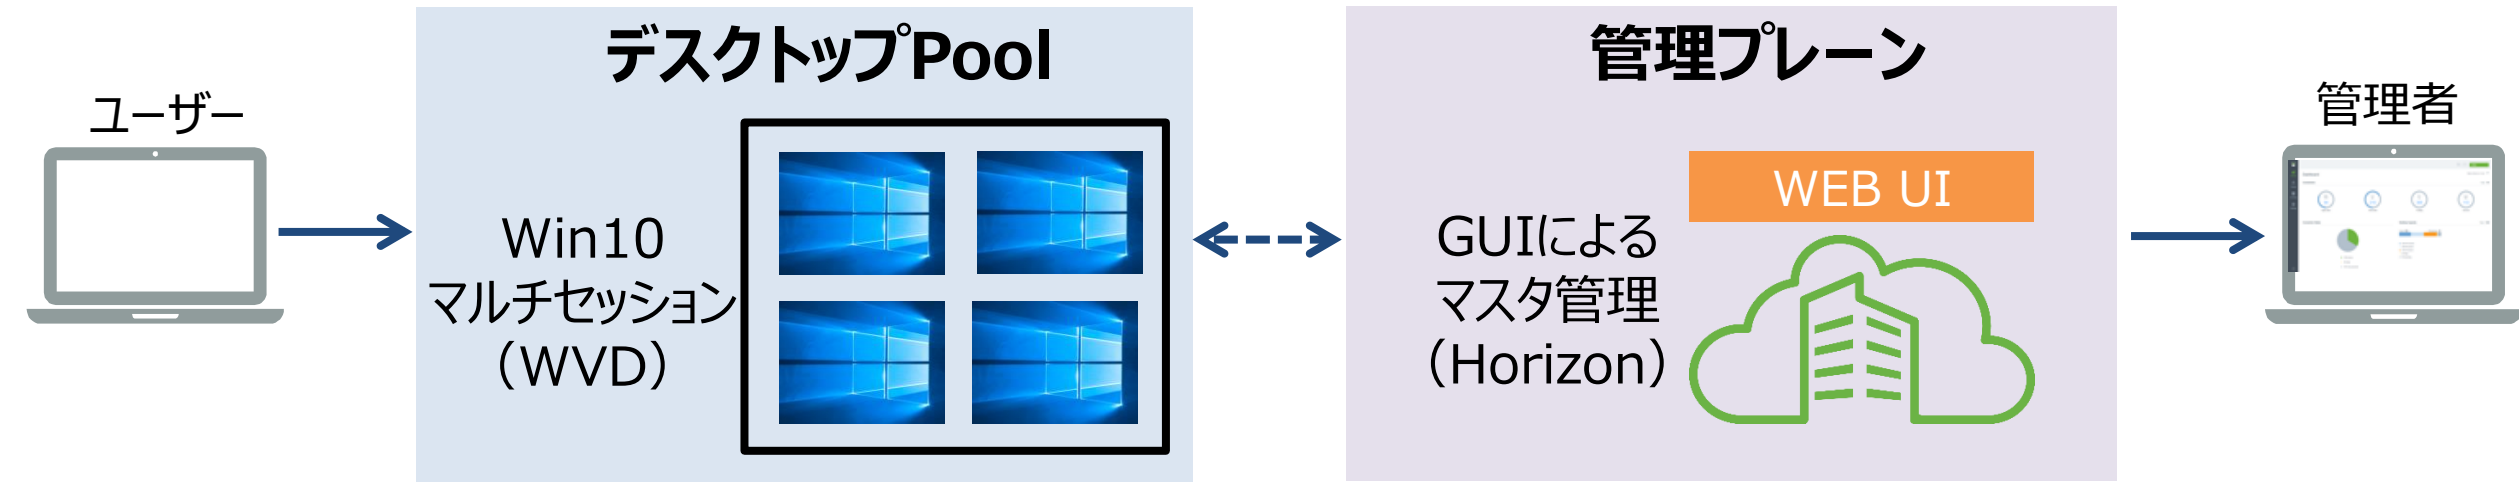 ユーザー
デスクトップPool
Win10
マルチセッション
（WVD）
管理プレーン
WEB UI
GUIによる
マスタ管理
（Horizon）
管理者